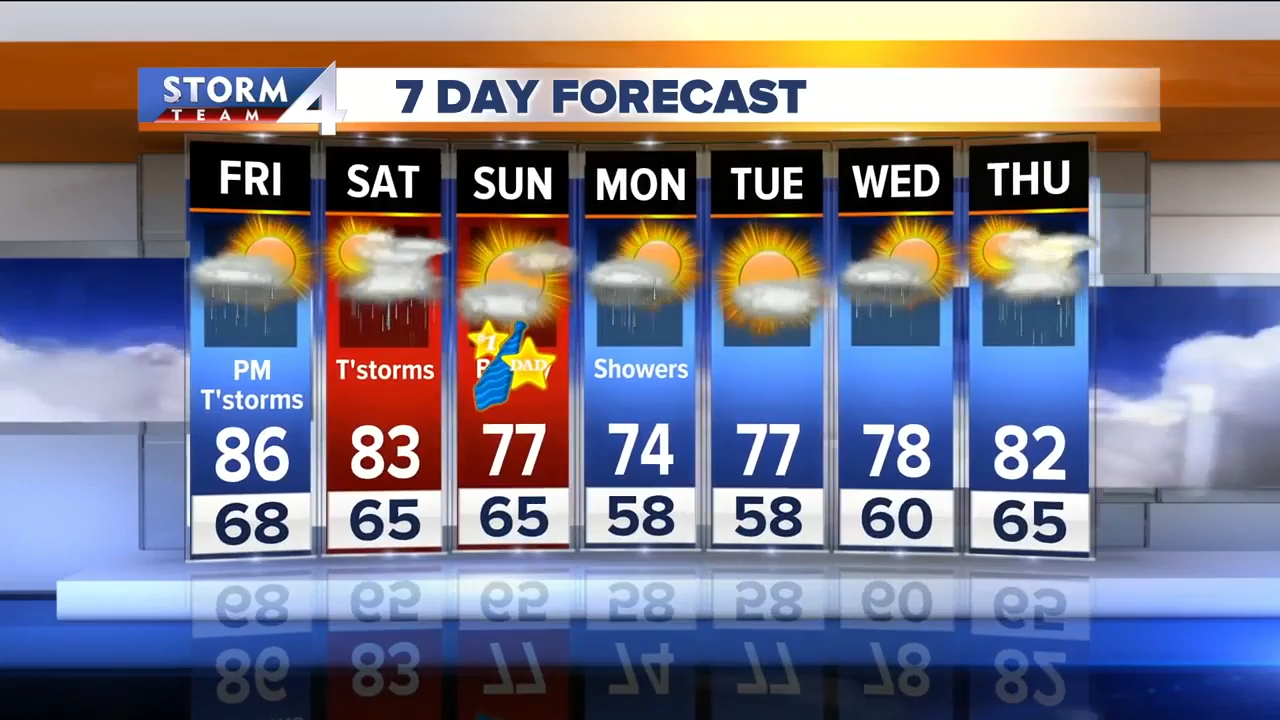 STORM
TEAM 4
7 DAY FORECAST
FRI SAT SUN MON TUE WED THU
PM
T'storms
T'storms
#1
DAD
Showers
86 83 77 74 77 78 82
68 65 65 58 58 60 65